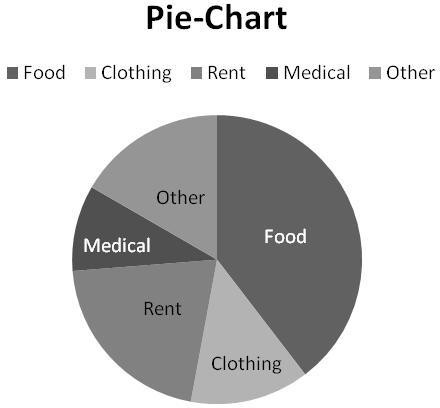 Pie-Chart
Food Clothing Rent Medical Other
Other
Food
Medical
Rent
Clothing